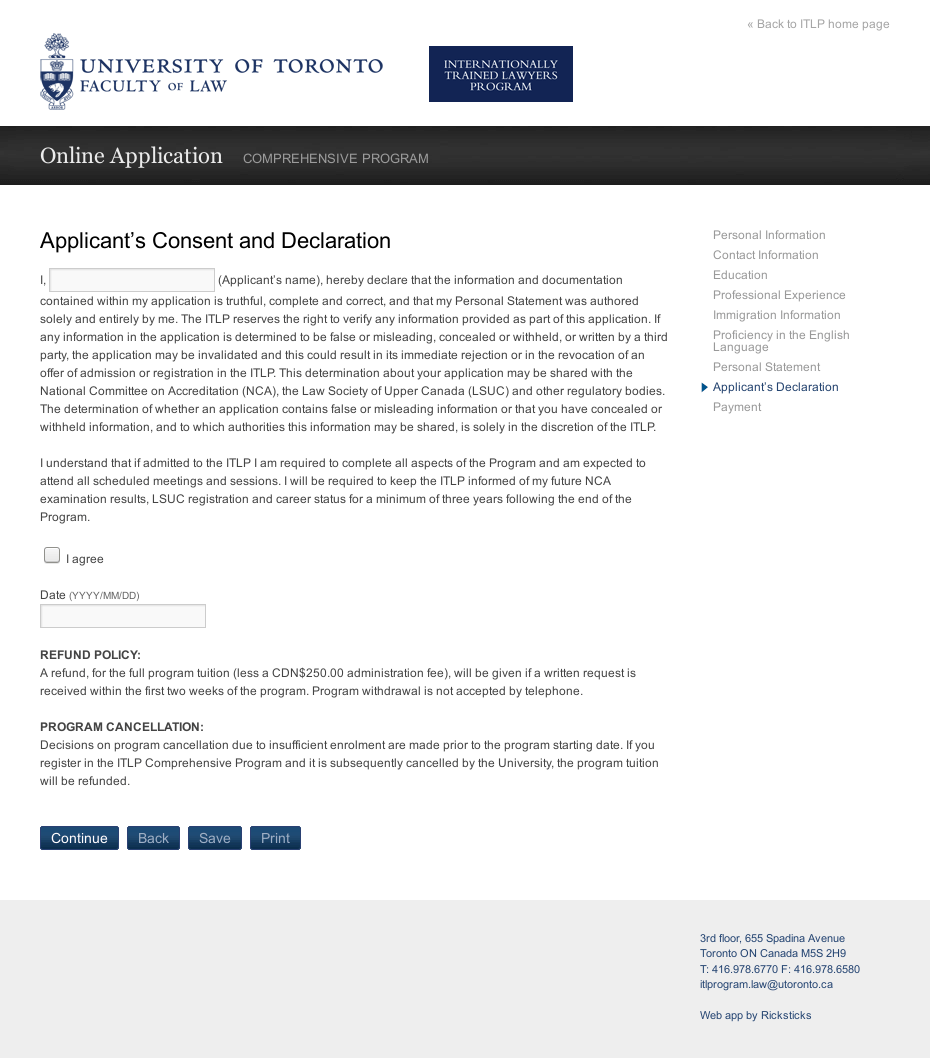 « Back to ITLP home page
UNIVERSITY OF TORONTO
FACULTY OF LAW
INTERNATIONALLY
TRAINED LAWYERS
PROGRAM
Online Application COMPREHENSIVE PROGRAM
Applicant’s Consent and Declaration
I, (Applicant’s name), hereby declare that the information and documentation
contained within my application is truthful, complete and correct, and that my Personal Statement was authored
solely and entirely by me. The ITLP reserves the right to verify any information provided as part of this application. If
any information in the application is determined to be false or misleading, concealed or withheld, or written by a third
party, the application may be invalidated and this could result in its immediate rejection or in the revocation of an
offer of admission or registration in the ITLP. This determination about your application may be shared with the
National Committee on Accreditation (NCA), the Law Society of Upper Canada (LSUC) and other regulatory bodies.
The determination of whether an application contains false or misleading information or that you have concealed or
withheld information, and to which authorities this information may be shared, is solely in the discretion of the ITLP.
I understand that if admitted to the ITLP I am required to complete all aspects of the Program and am expected to
attend all scheduled meetings and sessions. I will be required to keep the ITLP informed of my future NCA
examination results, LSUC registration and career status for a minimum of three years following the end of the
Program.
I agree
Date (YYYY/MM/DD)
REFUND POLICY:
A refund, for the full program tuition (less a CDN$250.00 administration fee), will be given if a written request is
received within the first two weeks of the program. Program withdrawal is not accepted by telephone.
PROGRAM CANCELLATION:
Decisions on program cancellation due to insufficient enrolment are made prior to the program starting date. If you
register in the ITLP Comprehensive Program and it is subsequently cancelled by the University, the program tuition
will be refunded.
Continue Back Save Print
Personal Information
Contact Information
Education
Professional Experience
Immigration Information
Proficiency in the English
Language
Personal Statement
Applicant’s Declaration
Payment
3rd floor, 655 Spadina Avenue
Toronto ON Canada M5S 2H9
T: 416.978.6770 F: 416.978.6580
itlprogram.law@utoronto.ca
Web app by Ricksticks